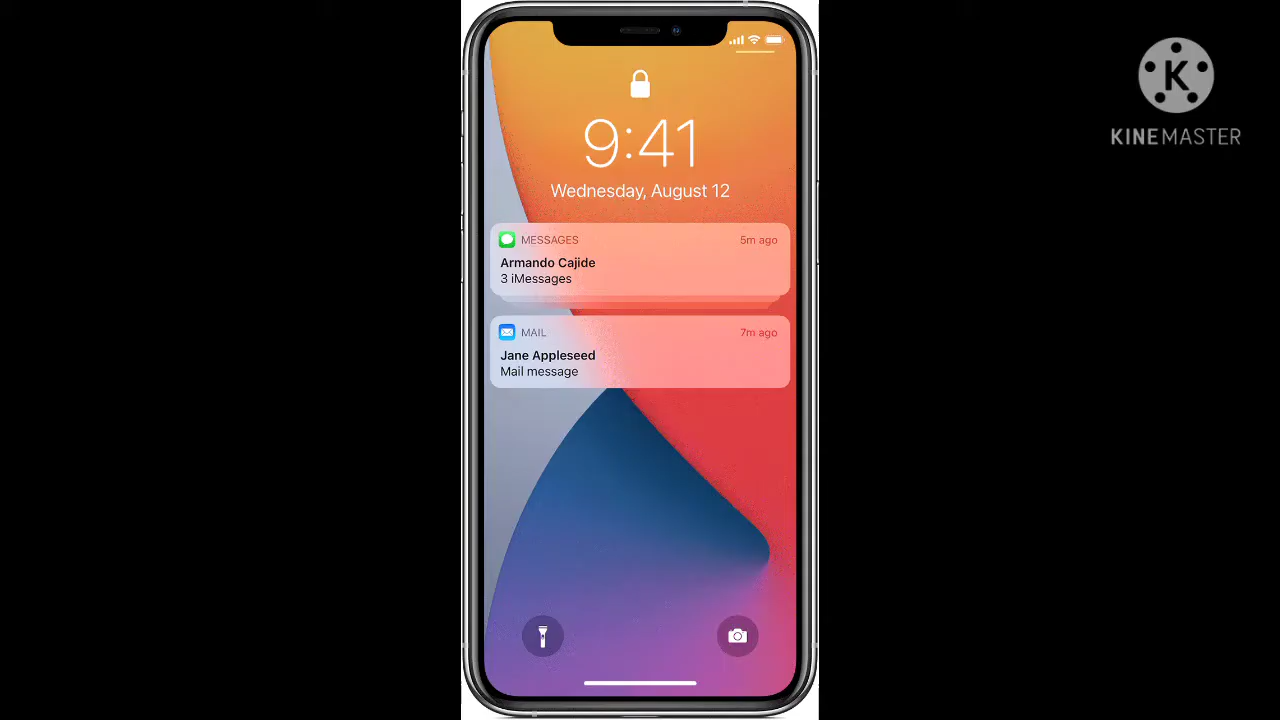 KINEMASTER
9:41
Wednesday, August 12
MESSAGES 5m ago
Armando Cajide
3 iMessages
MAIL 7m ago
Jane Appleseed
Mail message